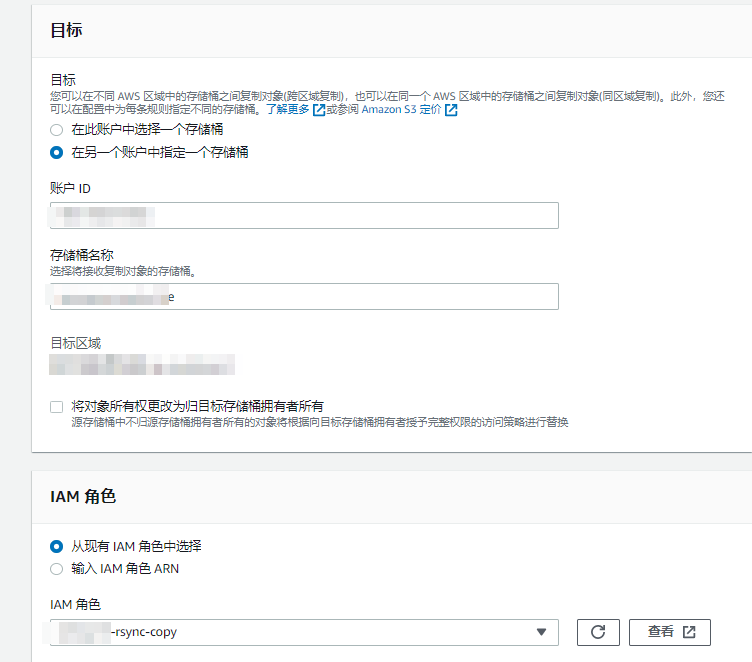 目标
目标
您可以在不同 AWS 区域中的存储桶之间复制对象(跨区域复制)，也可以在同一个 AWS 区域中的存储桶之间复制对象(同区域复制)。此外，您还
可以在配置中为每条规则指定不同的存储桶。了解更多 或参阅 Amazon S3 定价
在此账户中选择一个存储桶
在另一个账户中指定一个存储桶
账户 ID
存储桶名称
选择将接收复制对象的存储桶。
e
目标区域
将对象所有权更改为归目标存储桶拥有者所有
源存储桶中不归源存储桶拥有者所有的对象将根据向目标存储桶拥有者授予完整权限的访问策略进行替换
IAM 角色
从现有 IAM 角色中选择
输入 IAM 角色 ARN
IAM 角色
-rsync-copy
查看